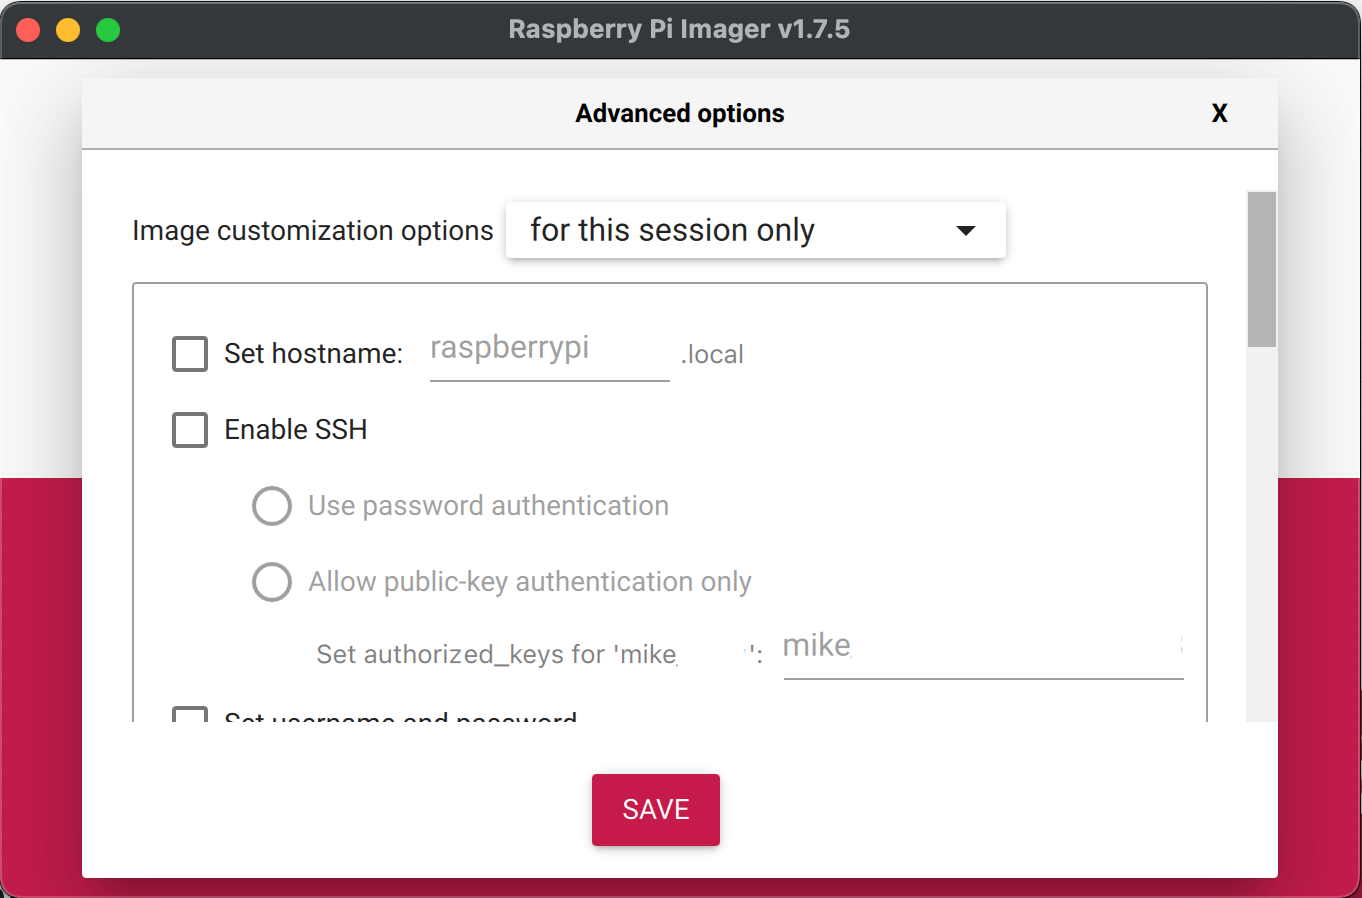 Raspberry Pi Imager v1.7.5
Advanced options X
Image customization options for this session only
Set hostname: raspberrypi .local
Enable SSH
Use password authentication
Allow public-key authentication only
Set authorized_keys for 'mike ': mike
Set username and password
SAVE